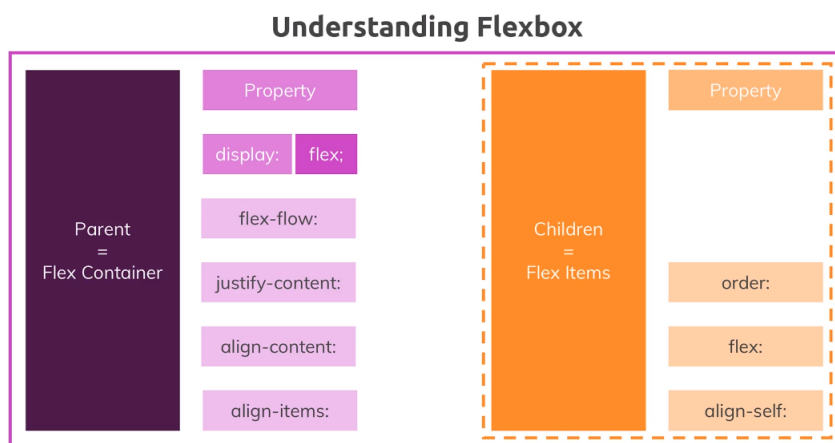 Understanding Flexbox
Parent
=
Flex Container
Property
display: flex;
flex-flow:
justify-content:
align-content:
align-items:
Children
=
Flex Items
Property
order:
flex:
align-self: